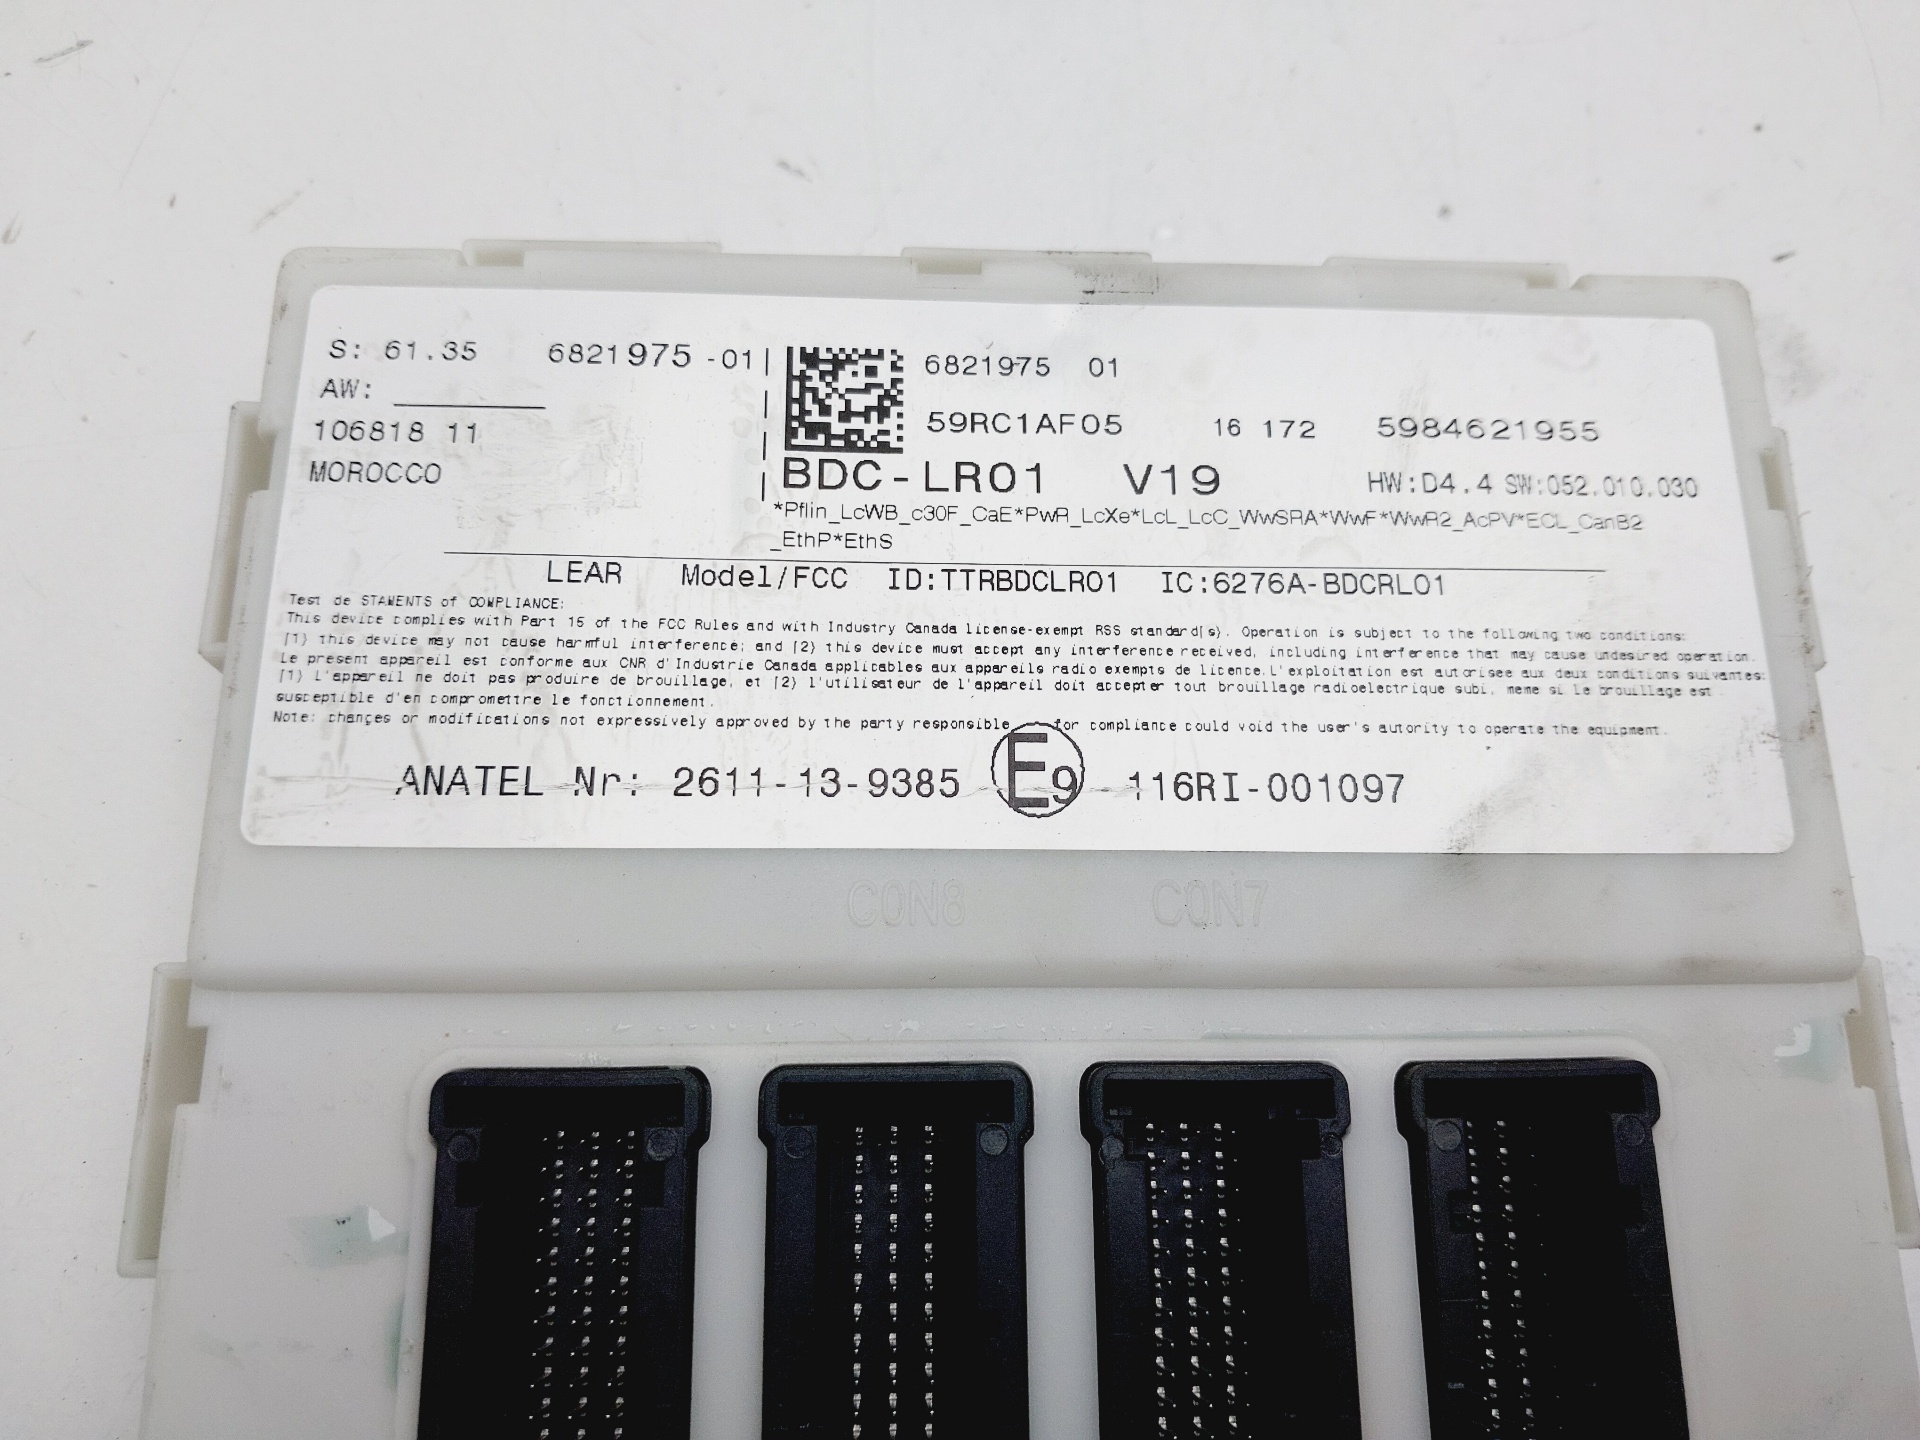 S: 61.35 6821975 -01
AW:
106818 11
MOROCCO
6821975 01
59RC1AF05 16 172 5984621955
BDC-LR01 V19 HW:D4.4 SW:052.010.030
*Pflin_LcWB_c30F_CaE*PwR_LcXe*LcL_LcC_WwSRA*WwF*WwR2_AcPV*ECL_CanB2
_EthP*EthS
LEAR Model/FCC ID:TTRBDCLR01 IC:6276A-BDCRL01
Test de STAMENTS of COMPLIANCE:
This device complies with Part 15 of the FCC Rules and with Industry Canada license-exempt RSS standard(s). Operation is subject to the following two conditions:
(1) this device may not cause harmful interference; and (2) this device must accept any interference received, including interference that may cause undesired operation.
Le present appareil est conforme aux CNR d'Industrie Canada applicables aux appareils radio exempts de licence.L'exploitation est autorisee aux deux conditions suivantes:
(1) L'appareil ne doit pas produire de brouillage, et (2) l'utilisateur de l'appareil doit accepter tout brouillage radioelectrique subi, meme si le brouillage est
susceptible d'en compromettre le fonctionnement.
Note: changes or modifications not expressively approved by the party responsible for compliance could void the user's autority to operate the equipment.
ANATEL Nr: 2611-13-9385 E9 116RI-001097
CON8 CON7